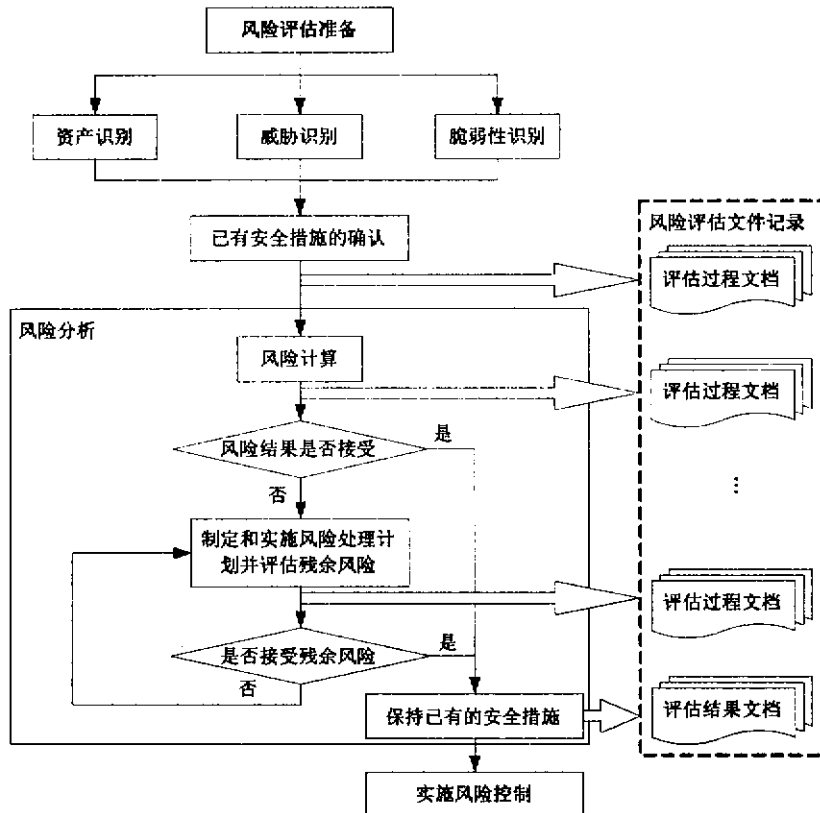 风险评估准备
资产识别
威胁识别
脆弱性识别
已有安全措施的确认
风险评估文件记录
评估过程文档
风险分析
风险计算
评估过程文档
风险结果是否接受
是
否
⋮
制定和实施风险处理计
划并评估残余风险
评估过程文档
是否接受残余风险
是
否
保持已有的安全措施
评估结果文档
实施风险控制